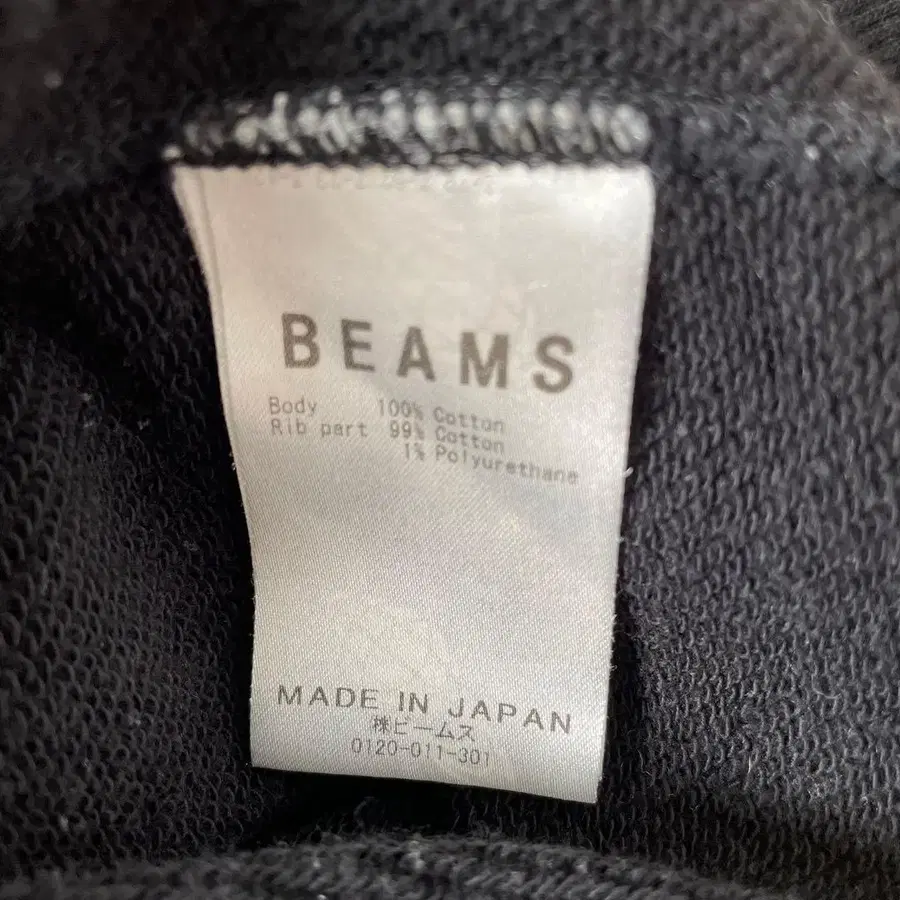 BEAMS
Body 100% Cotton
Rib part 99% Cotton
1% Polyurethane
MADE IN JAPAN
㈱ビームス
0120-011-301